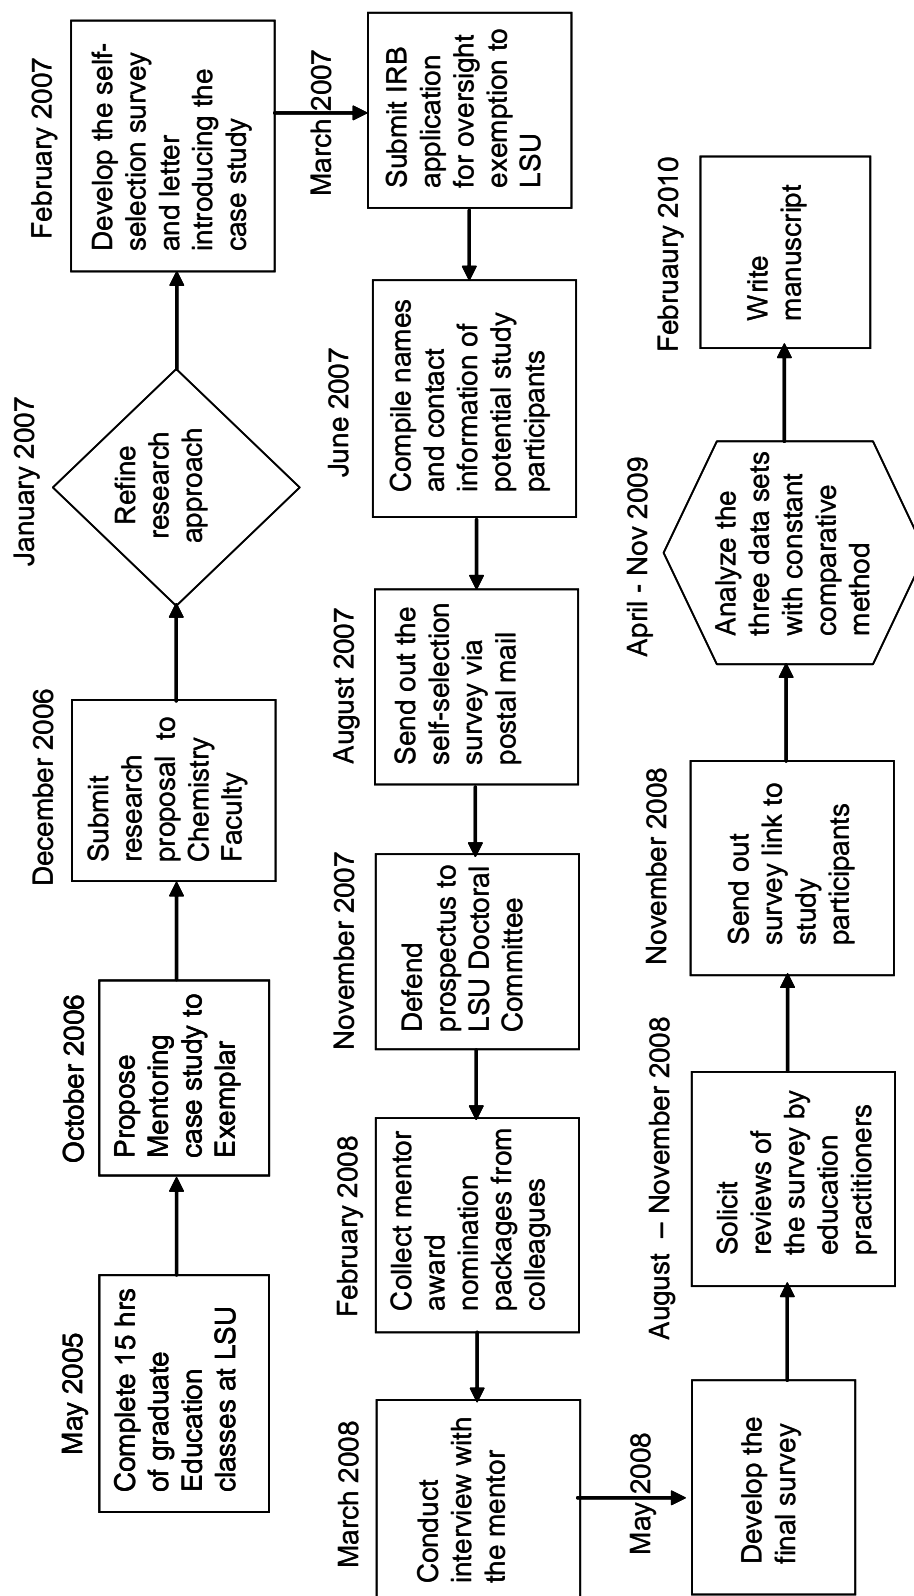 May 2005
Complete 15 hrs
of graduate
Education
classes at LSU
October 2006
Propose
Mentoring
case study to
Exemplar
December 2006
Submit
research
proposal to
Chemistry
Faculty
January 2007
Refine
research
approach
February 2007
Develop the self-
selection survey
and letter
introducing the
case study
March 2007
Submit IRB
application
for oversight
exemption to
LSU
June 2007
Compile names
and contact
information of
potential study
participants
August 2007
Send out the
self-selection
survey via
postal mail
November 2007
Defend
prospectus to
LSU Doctoral
Committee
February 2008
Collect mentor
award
nomination
packages from
colleagues
March 2008
Conduct
interview with
the mentor
May 2008
Develop the
final survey
August – November 2008
Solicit
reviews of
the survey by
education
practitioners
November 2008
Send out
survey link to
study
participants
April - Nov 2009
Analyze the
three data sets
with constant
comparative
method
Februaury 2010
Write
manuscript